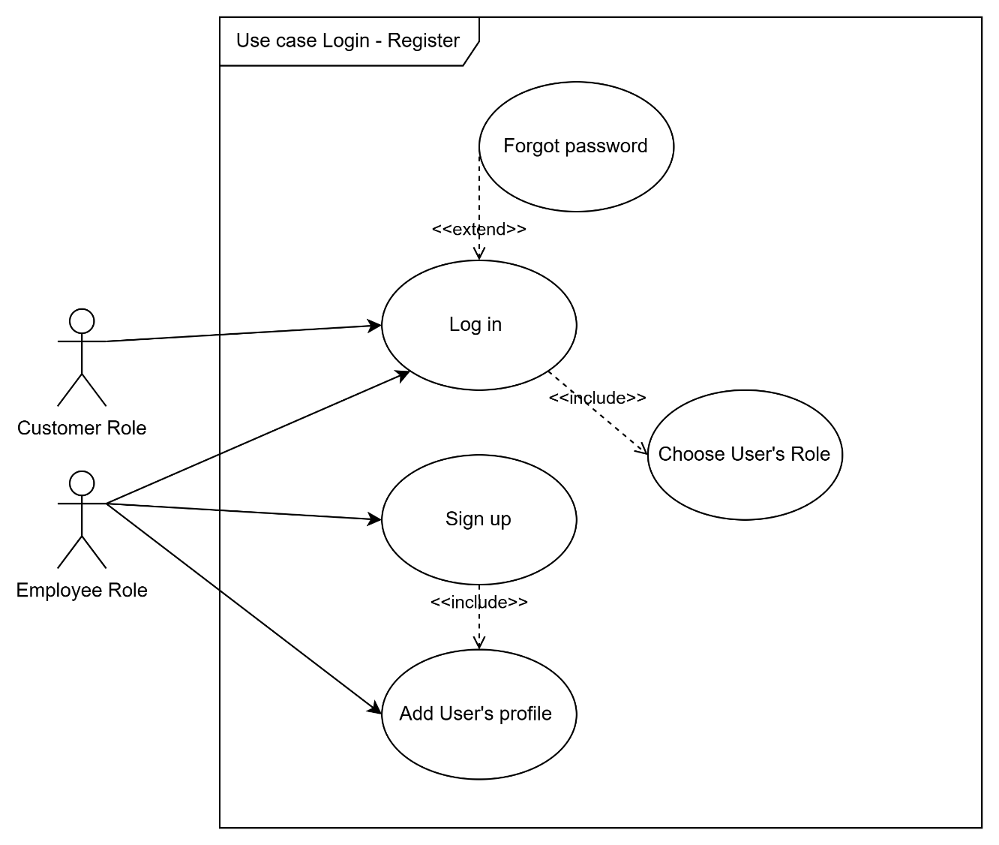 Use case Login - Register
Forgot password
<<extend>>
Log in
<<include>>
Customer Role
Choose User's Role
Sign up
Employee Role
<<include>>
Add User's profile